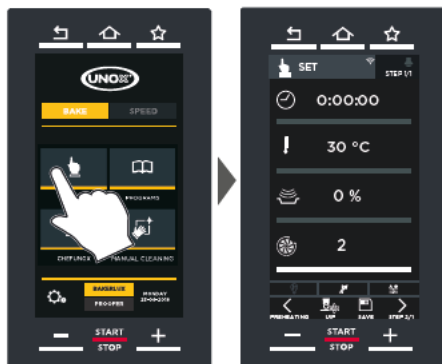 UNOX
BAKE SPEED
PROGRAMS
CHEFUNOX MANUAL CLEANING
BAKERLUX
PROOFER
MONDAY
START
STOP
SET
STEP 1/1
0:00:00
30 °C
0 %
2
PREHEATING UP SAVE STEP 2/1
START
STOP